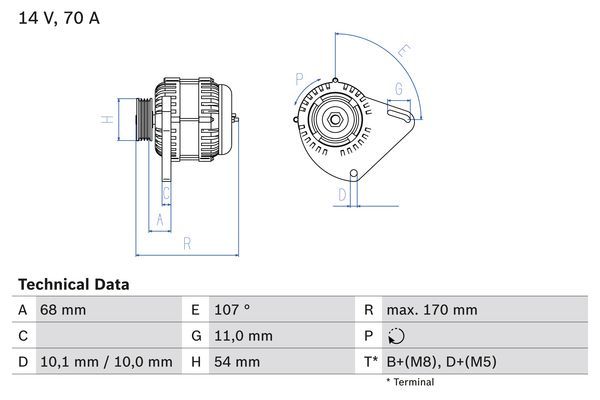 14 V, 70 A
H
C
A
R
P
E
G
D
Technical Data
A 68 mm E 107 ° R max. 170 mm
C G 11,0 mm P
D 10,1 mm / 10,0 mm H 54 mm T* B+(M8), D+(M5)
* Terminal